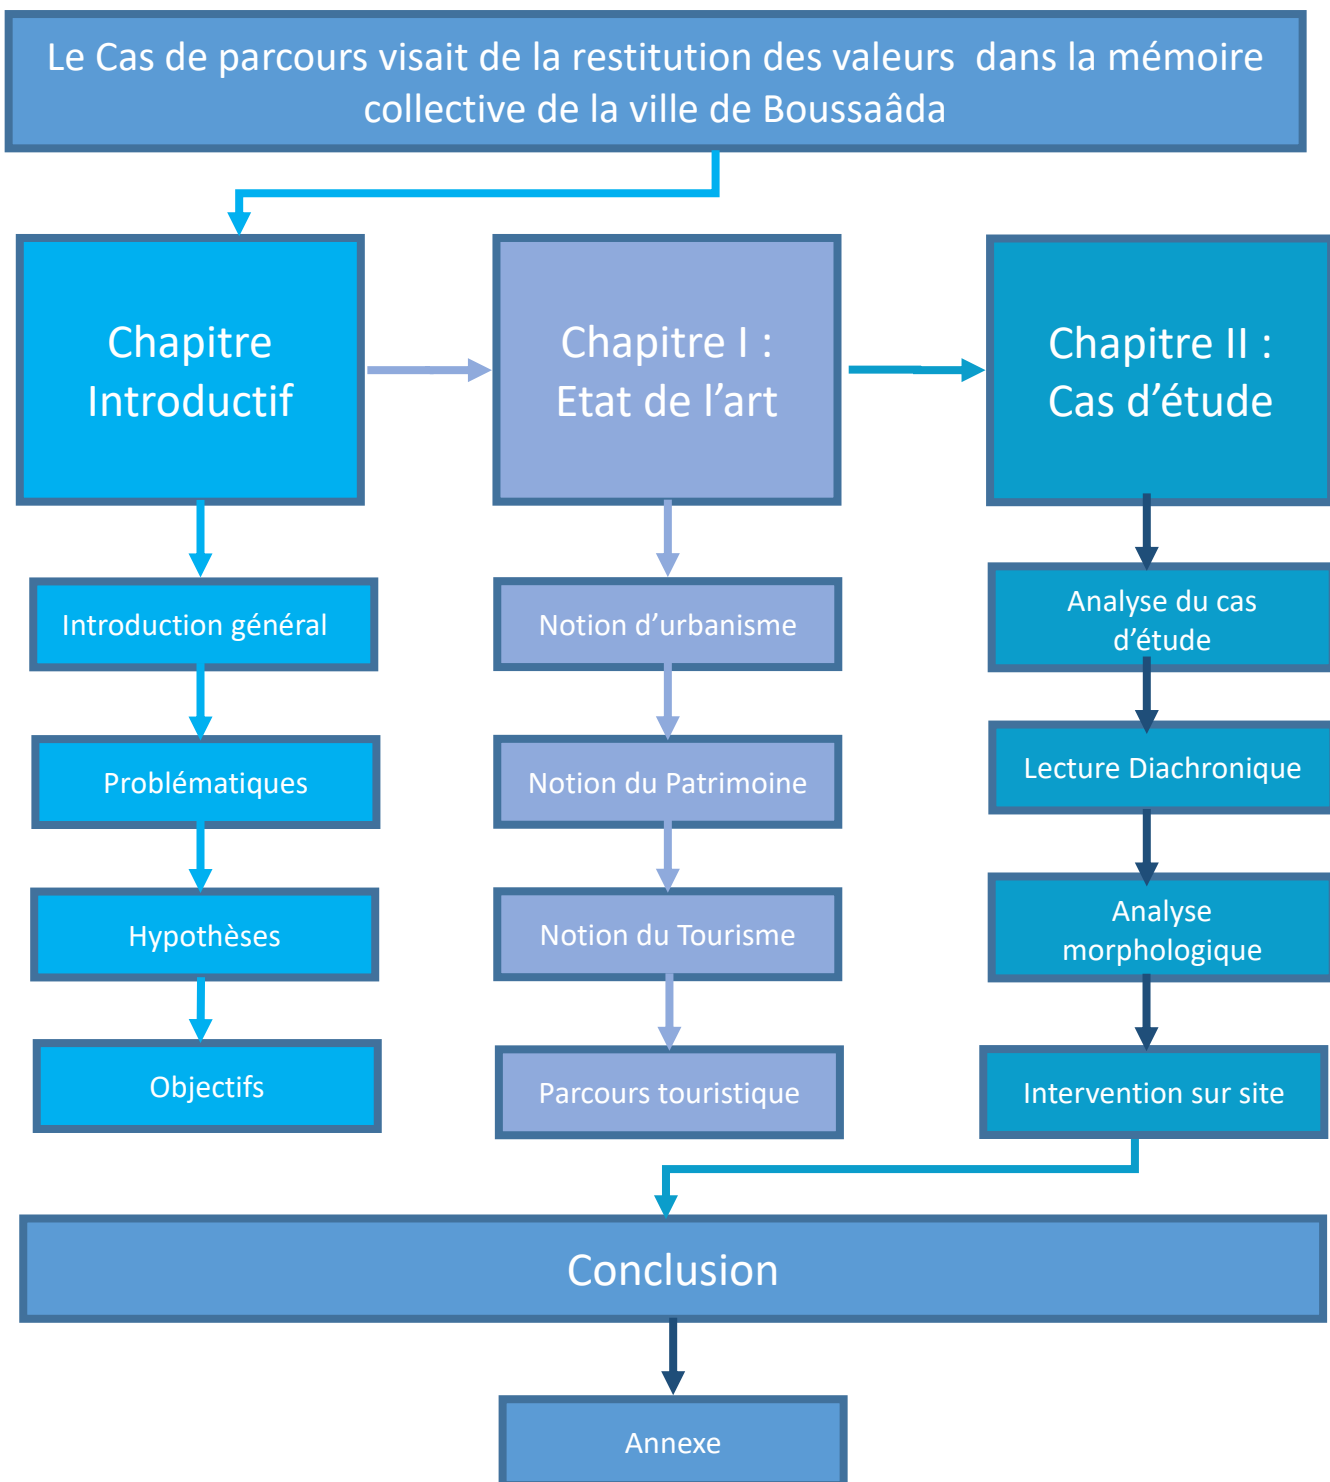 Le Cas de parcours visait de la restitution des valeurs  dans la mémoire
collective de la ville de Boussaâda
Chapitre
Introductif
Chapitre I :
Etat de l’art
Chapitre II :
Cas d’étude
Introduction général
Problématiques
Hypothèses
Objectifs
Notion d’urbanisme
Notion du Patrimoine
Notion du Tourisme
Parcours touristique
Analyse du cas
d’étude
Lecture Diachronique
Analyse
morphologique
Intervention sur site
Conclusion
Annexe